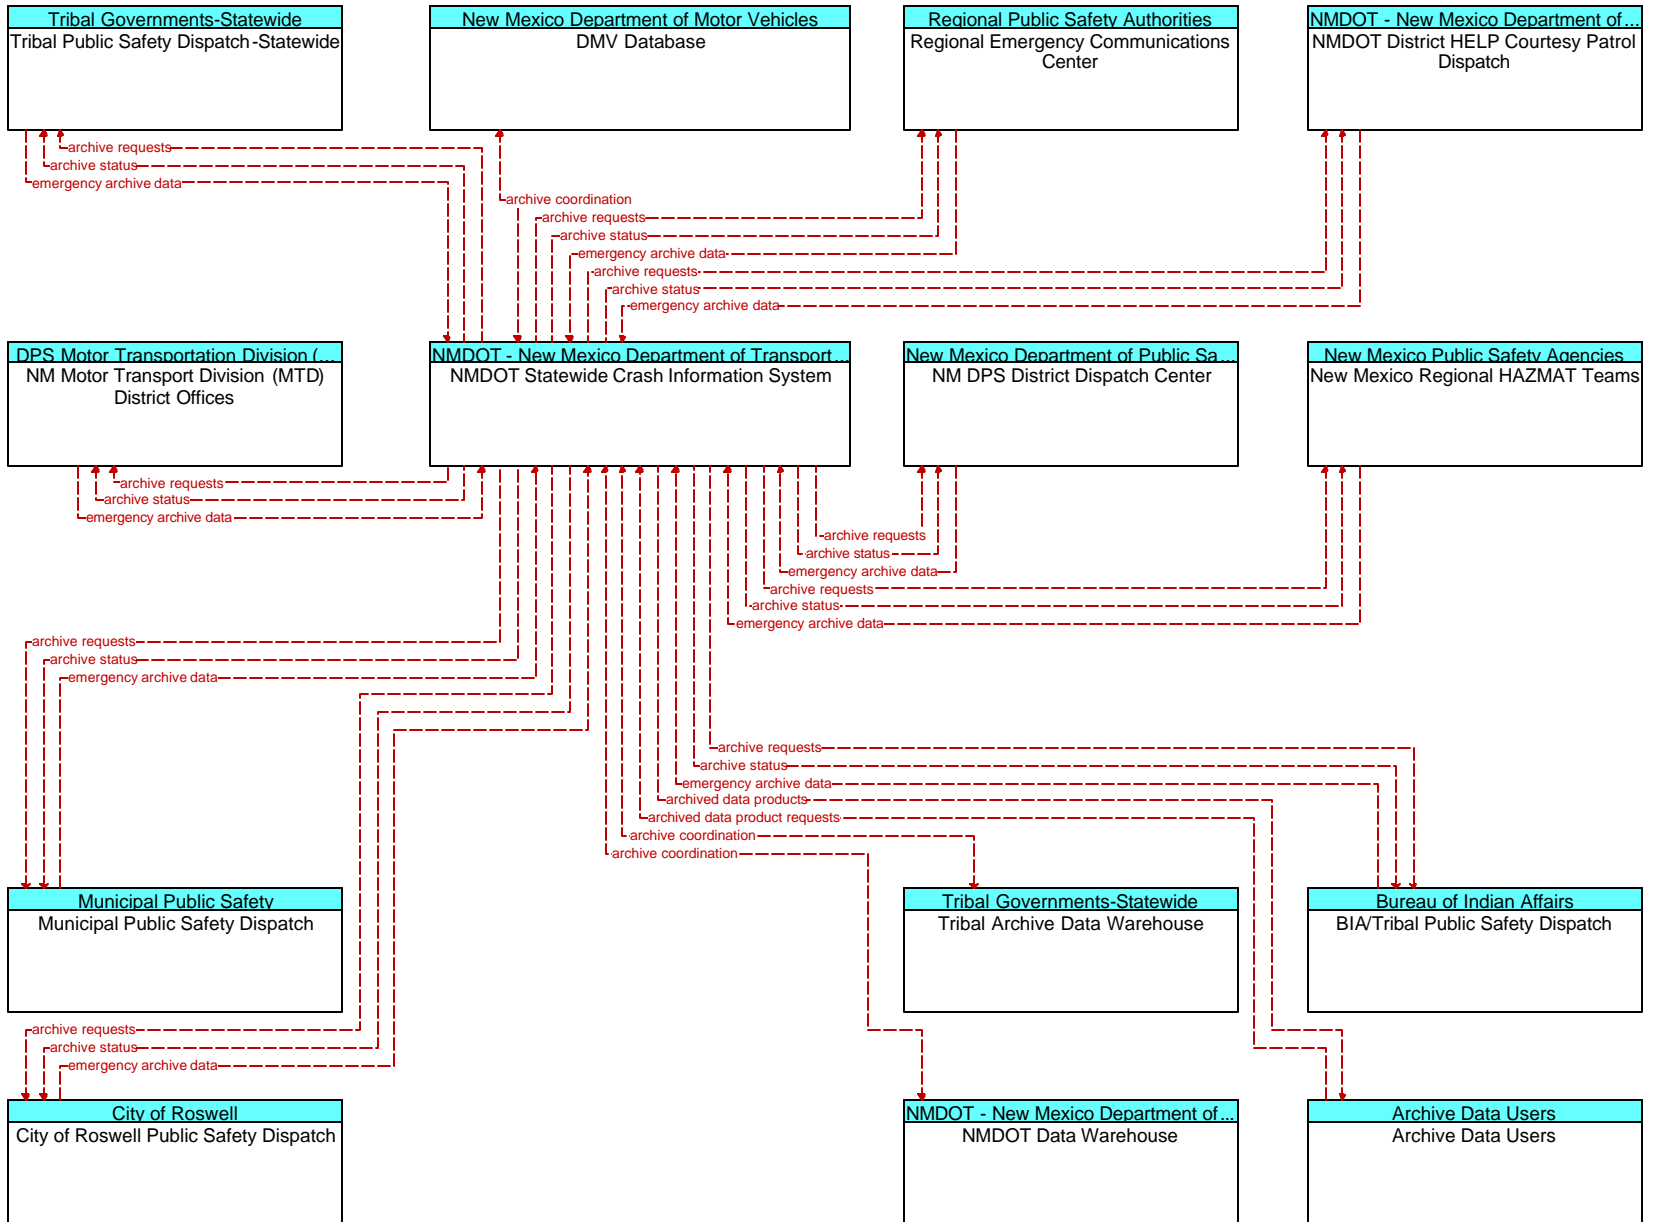 Tribal Governments-Statewide
Tribal Public Safety Dispatch-Statewide
New Mexico Department of Motor Vehicles
DMV Database
Regional Public Safety Authorities
Regional Emergency Communications
Center
NMDOT - New Mexico Department of...
NMDOT District HELP Courtesy Patrol
Dispatch
archive requests
archive status
emergency archive data
archive coordination
archive requests
archive status
emergency archive data
archive requests
archive status
emergency archive data
DPS Motor Transportation Division (...
NM Motor Transport Division (MTD)
District Offices
NMDOT - New Mexico Department of Transport...
NMDOT Statewide Crash Information System
New Mexico Department of Public Sa...
NM DPS District Dispatch Center
New Mexico Public Safety Agencies
New Mexico Regional HAZMAT Teams
archive requests
archive status
emergency archive data
archive requests
archive status
emergency archive data
archive requests
archive status
emergency archive data
archive requests
archive status
emergency archive data
archive requests
archive status
emergency archive data
archived data products
archived data product requests
archive coordination
archive coordination
Municipal Public Safety
Municipal Public Safety Dispatch
Tribal Governments-Statewide
Tribal Archive Data Warehouse
Bureau of Indian Affairs
BIA/Tribal Public Safety Dispatch
archive requests
archive status
emergency archive data
City of Roswell
City of Roswell Public Safety Dispatch
NMDOT - New Mexico Department of...
NMDOT Data Warehouse
Archive Data Users
Archive Data Users